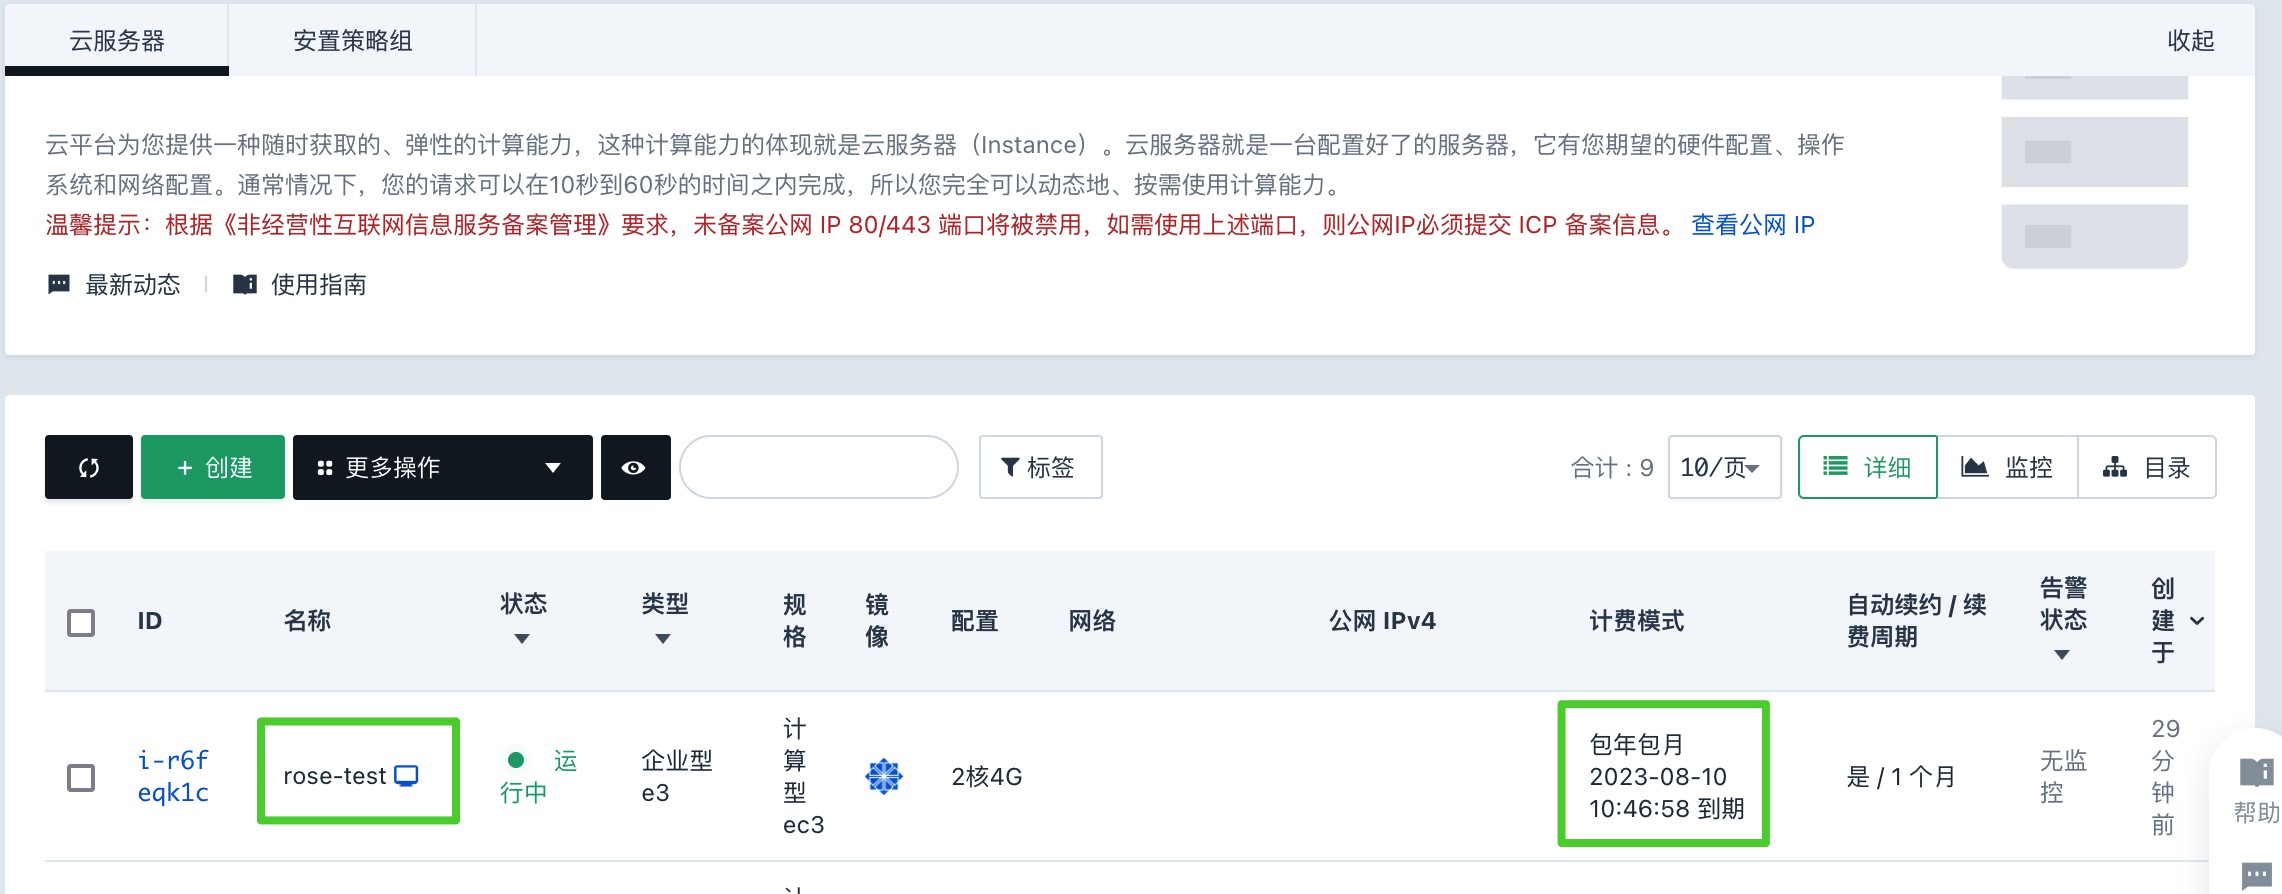 云服务器
安置策略组
收起
云平台为您提供一种随时获取的、弹性的计算能力，这种计算能力的体现就是云服务器（Instance）。云服务器就是一台配置好了的服务器，它有您期望的硬件配置、操作
系统和网络配置。通常情况下，您的请求可以在10秒到60秒的时间之内完成，所以您完全可以动态地、按需使用计算能力。
温馨提示：根据《非经营性互联网信息服务备案管理》要求，未备案公网 IP 80/443 端口将被禁用，如需使用上述端口，则公网IP必须提交 ICP 备案信息。 查看公网 IP
最新动态
使用指南
+ 创建
更多操作
标签
合计 : 9
10/页
详细
监控
目录
ID
名称
状态
类型
规
格
镜
像
配置
网络
公网 IPv4
计费模式
自动续约 / 续
费周期
告警
状态
创
建
于
i-r6f
eqk1c
rose-test
运
行中
企业型
e3
计
算
型
ec3
2核4G
包年包月
2023-08-10
10:46:58 到期
是 / 1 个月
无监
控
29
分
钟
前
帮助